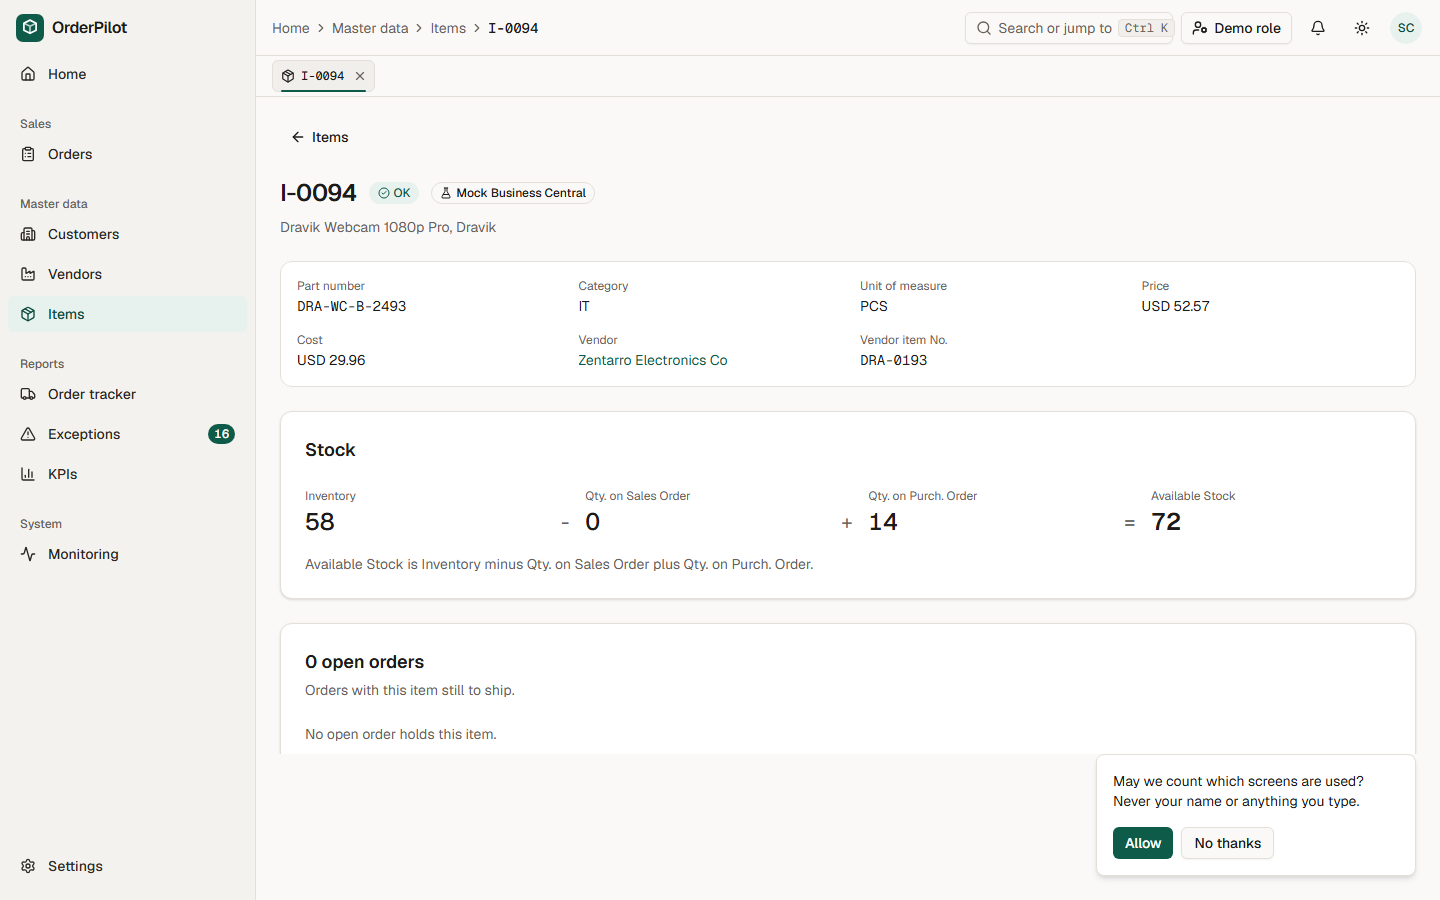 OrderPilot
Home
Sales
Orders
Master data
Customers
Vendors
Items
Reports
Order tracker
Exceptions 16
KPIs
System
Monitoring
Settings
Home > Master data > Items > I-0094
Search or jump to Ctrl K
Demo role
SC
I-0094
Items
I-0094 OK Mock Business Central
Dravik Webcam 1080p Pro, Dravik
Part number Category Unit of measure Price
DRA-WC-B-2493 IT PCS USD 52.57
Cost Vendor Vendor item No.
USD 29.96 Zentarro Electronics Co DRA-0193
Stock
Inventory Qty. on Sales Order Qty. on Purch. Order Available Stock
58 - 0 + 14 = 72
Available Stock is Inventory minus Qty. on Sales Order plus Qty. on Purch. Order.
0 open orders
Orders with this item still to ship.
No open order holds this item.
May we count which screens are used?
Never your name or anything you type.
Allow No thanks